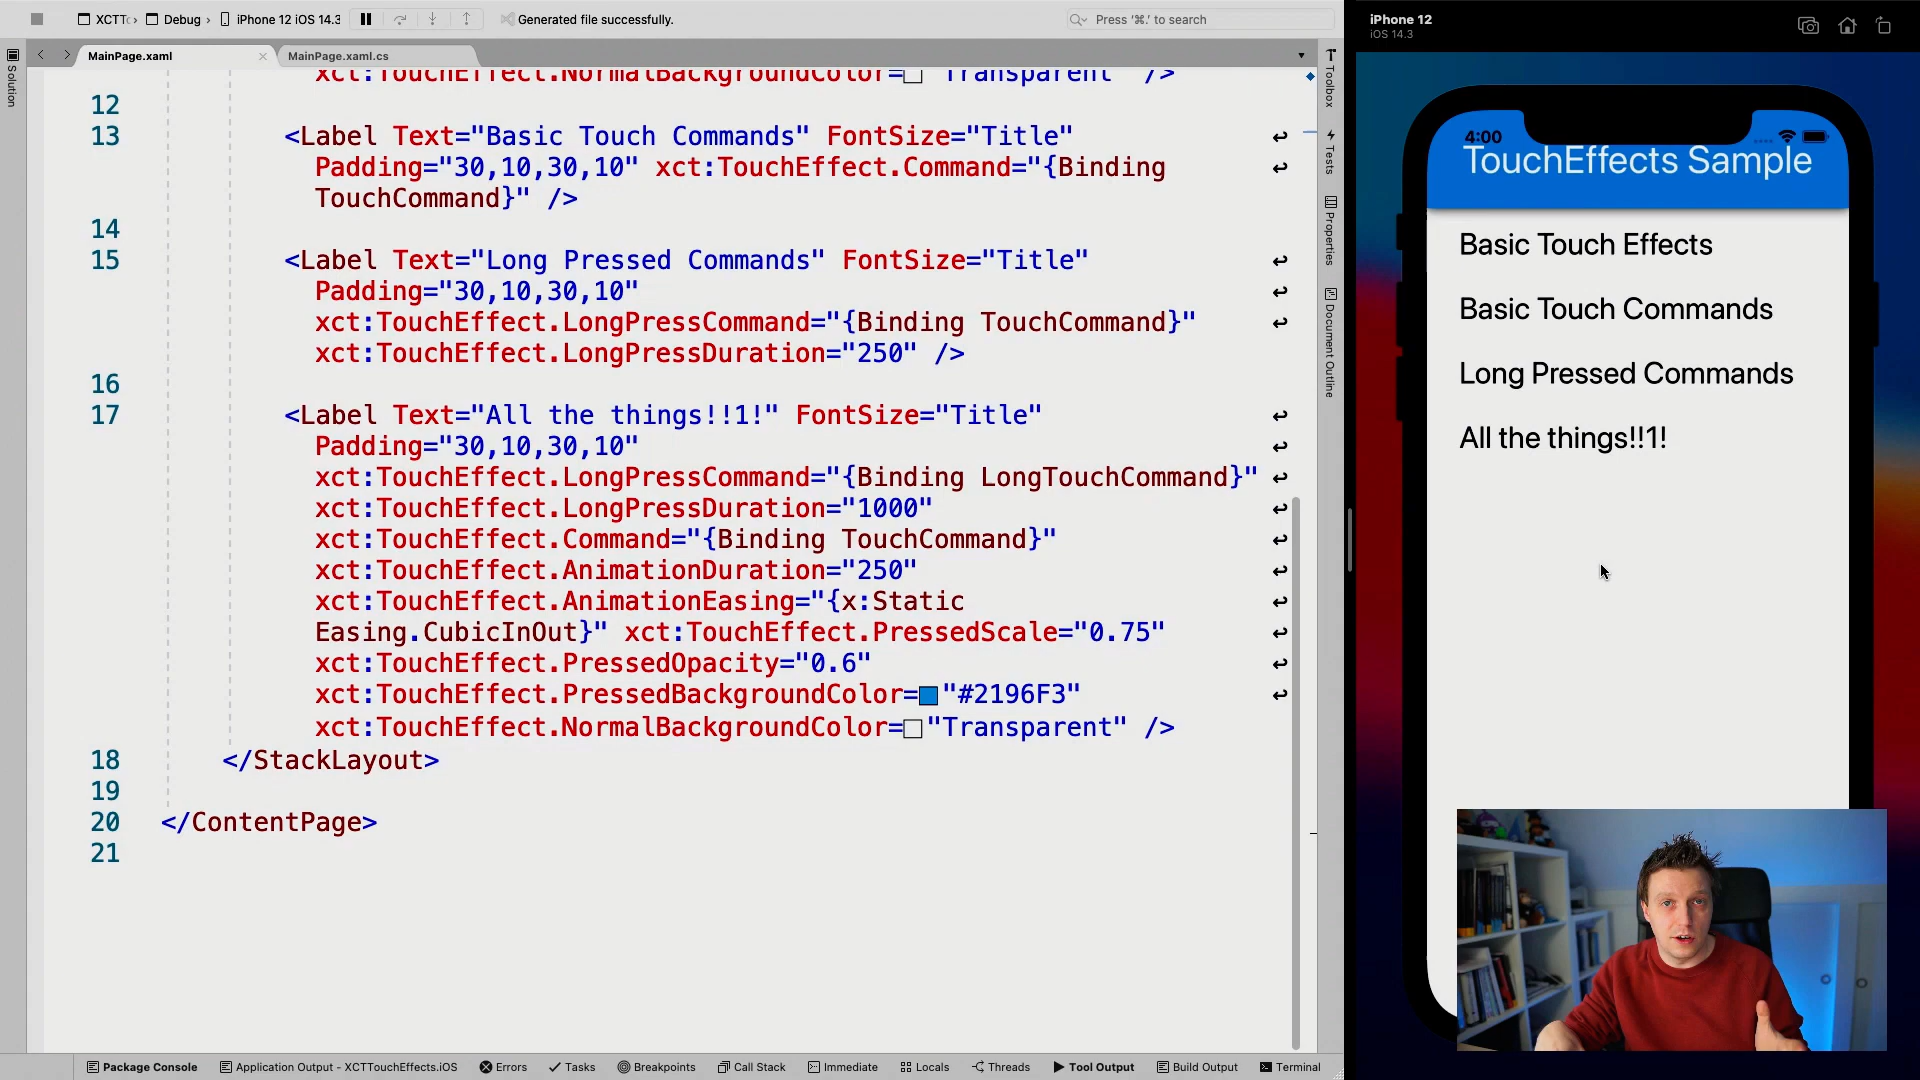 XCTTo
Debug
iPhone 12 iOS 14.3
Generated file successfully.
Press '⌘.' to search
MainPage.xaml
MainPage.xaml.cs
Solution
xct:TouchEffect.NormalBackgroundColor="Transparent" />
12
13 <Label Text="Basic Touch Commands" FontSize="Title"
Padding="30,10,30,10" xct:TouchEffect.Command="{Binding
TouchCommand}" />
14
15 <Label Text="Long Pressed Commands" FontSize="Title"
Padding="30,10,30,10"
xct:TouchEffect.LongPressCommand="{Binding TouchCommand}"
xct:TouchEffect.LongPressDuration="250" />
16
17 <Label Text="All the things!!1!" FontSize="Title"
Padding="30,10,30,10"
xct:TouchEffect.LongPressCommand="{Binding LongTouchCommand}"
xct:TouchEffect.LongPressDuration="1000"
xct:TouchEffect.Command="{Binding TouchCommand}"
xct:TouchEffect.AnimationDuration="250"
xct:TouchEffect.AnimationEasing="{x:Static
Easing.CubicInOut}" xct:TouchEffect.PressedScale="0.75"
xct:TouchEffect.PressedOpacity="0.6"
xct:TouchEffect.PressedBackgroundColor="#2196F3"
xct:TouchEffect.NormalBackgroundColor="Transparent" />
18 </StackLayout>
19
20 </ContentPage>
21
Toolbox
Tests
Properties
Document Outline
Package Console
Application Output - XCTTouchEffects.iOS
Errors
Tasks
Breakpoints
Call Stack
Immediate
Locals
Threads
Tool Output
Build Output
Terminal
iPhone 12
iOS 14.3
4:00
TouchEffects Sample
Basic Touch Effects
Basic Touch Commands
Long Pressed Commands
All the things!!1!